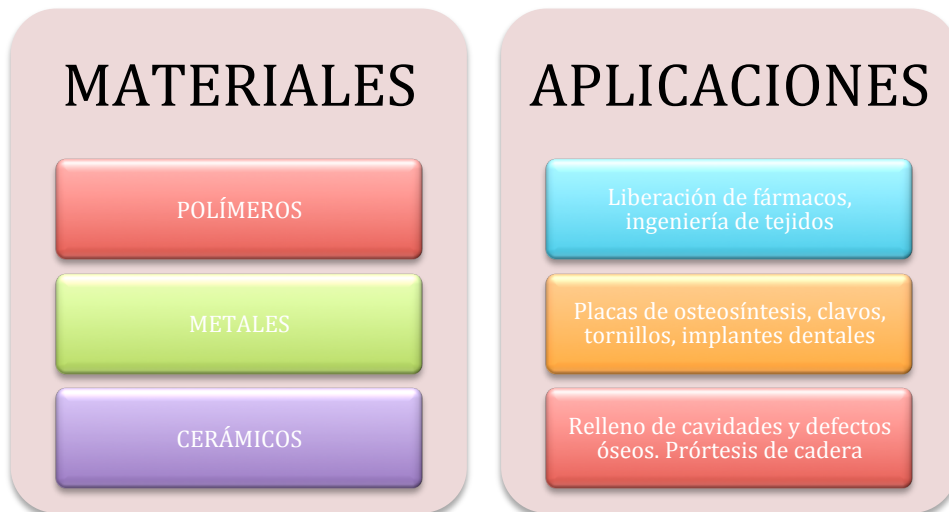 MATERIALES
POLÍMEROS
METALES
CERÁMICOS
APLICACIONES
Liberación de fármacos,
ingeniería de tejidos
Placas de osteosíntesis, clavos,
tornillos, implantes dentales
Relleno de cavidades y defectos
óseos. Prórtesis de cadera